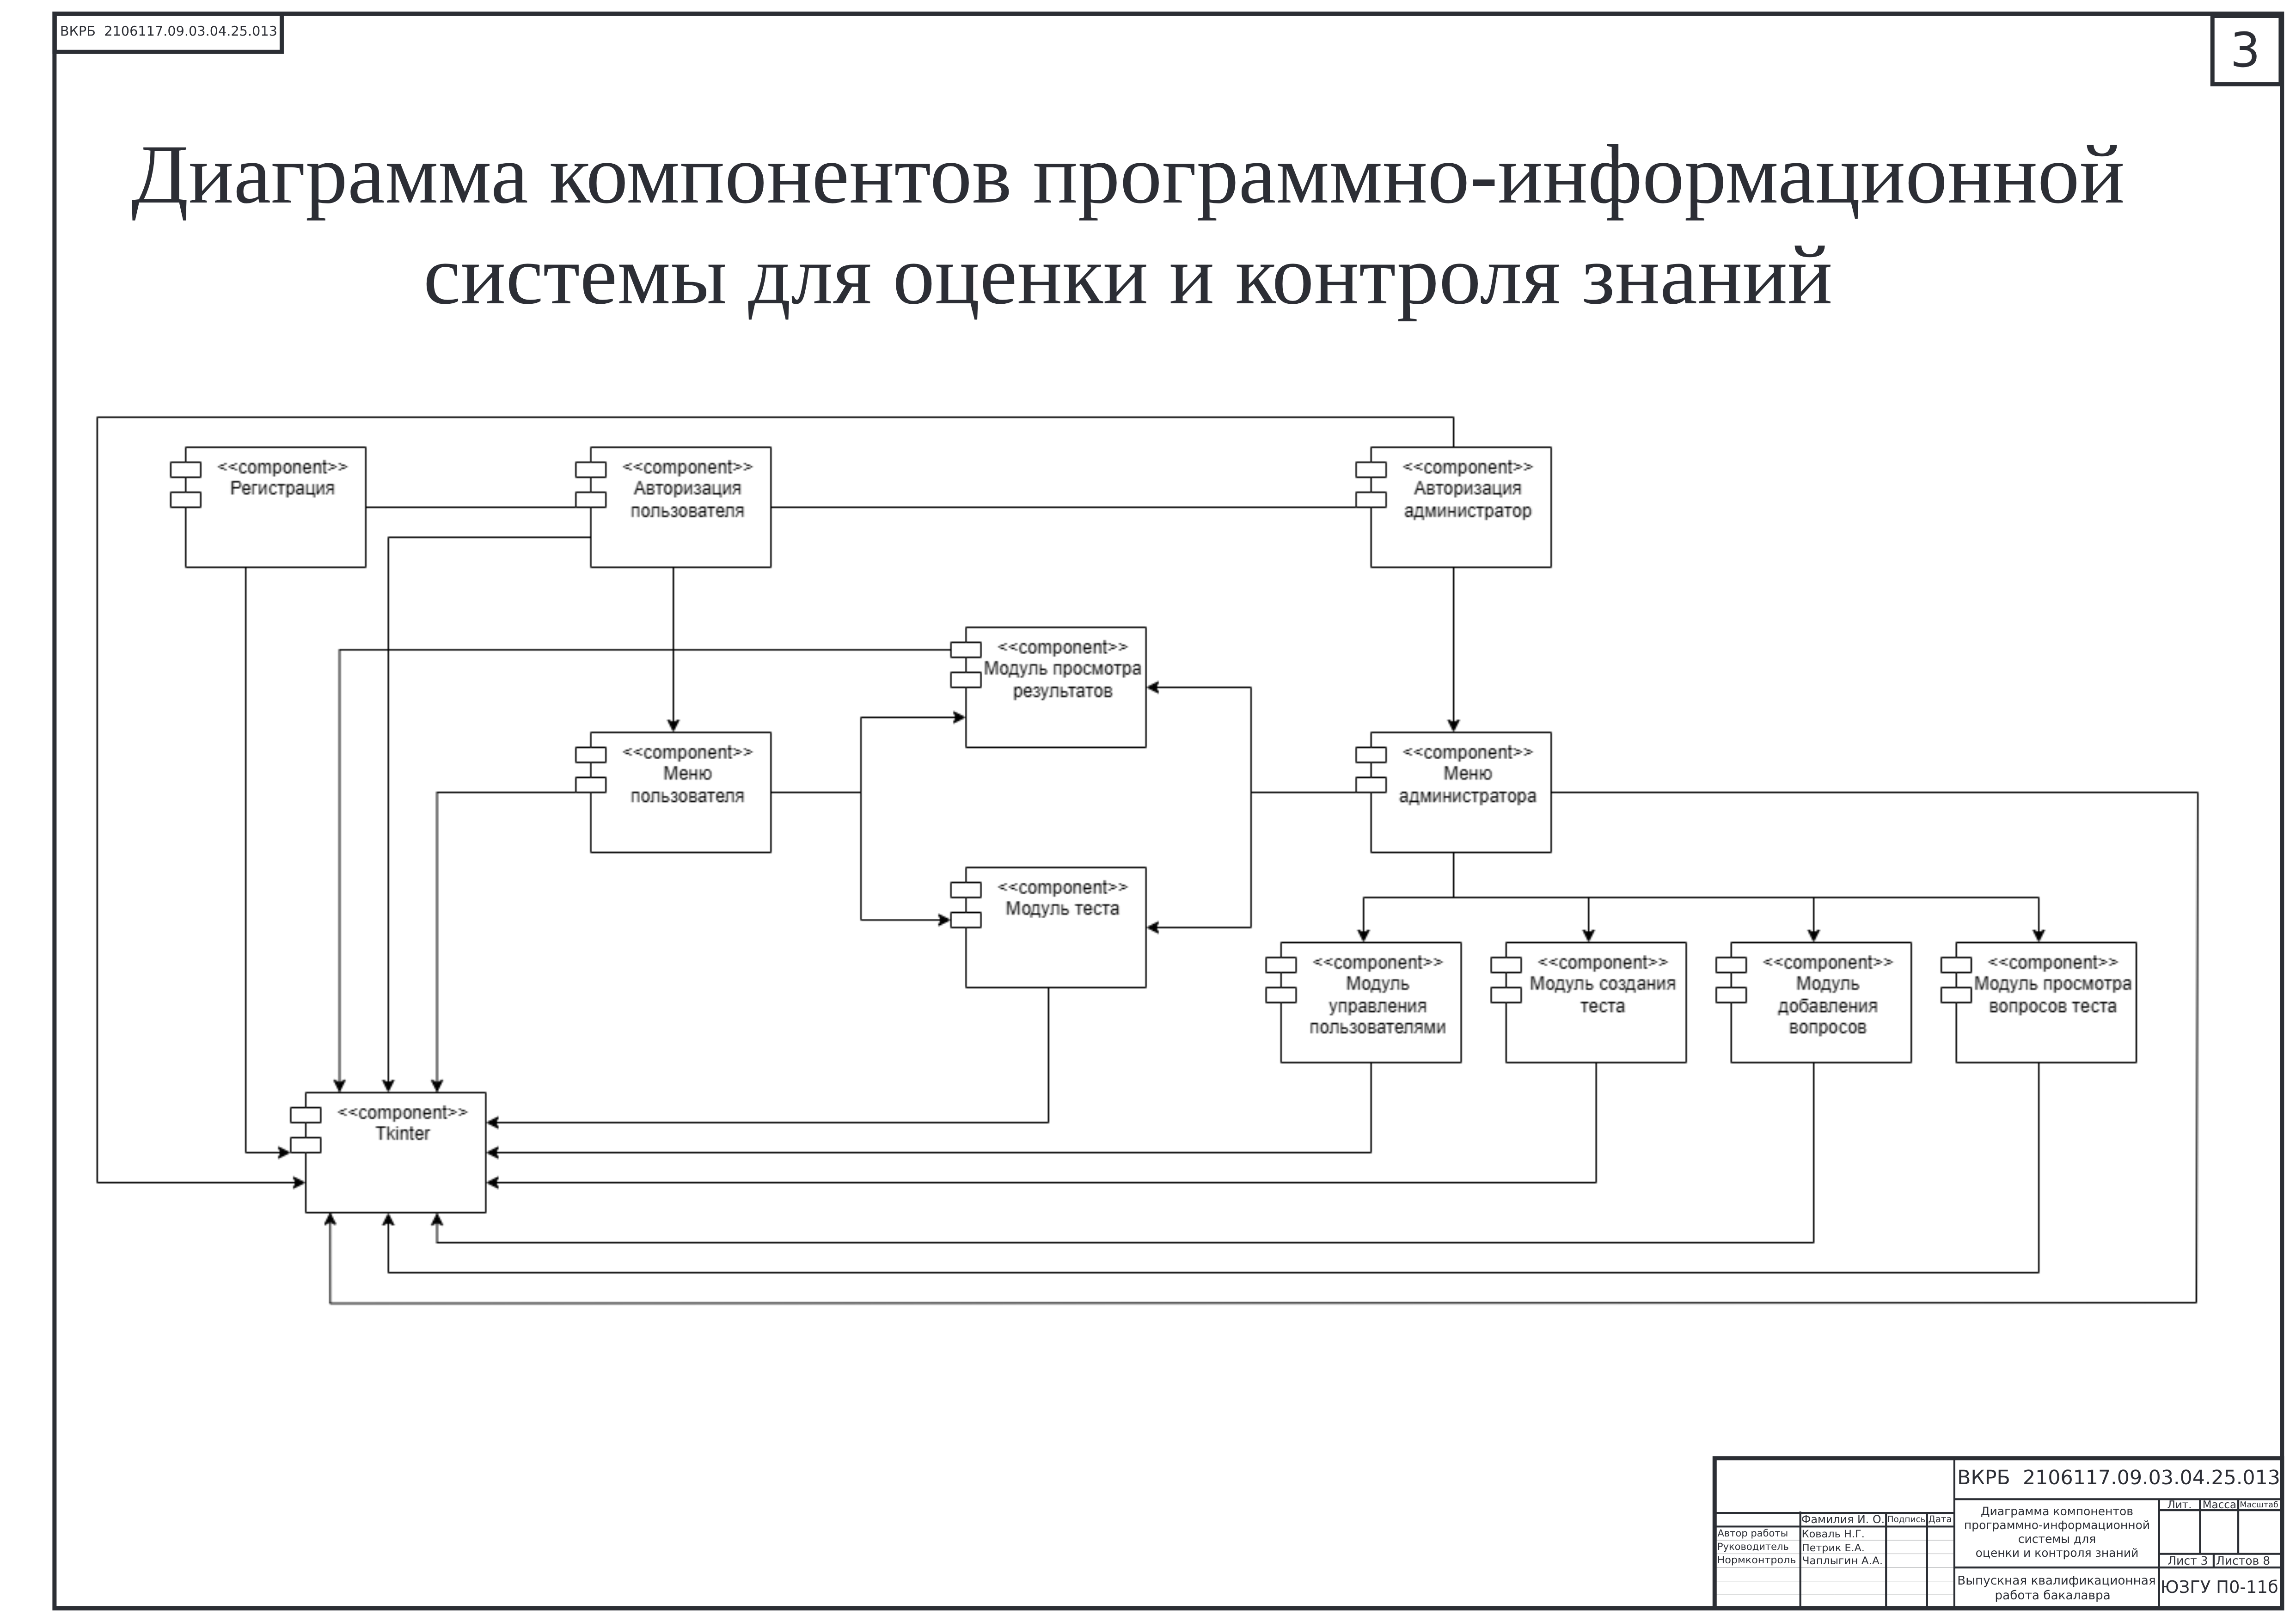 ВКРБ 2106117.09.03.04.25.013
3
Диаграмма компонентов программно-информационной
системы для оценки и контроля знаний
<<component>>
Регистрация
<<component>>
Авторизация
пользователя
<<component>>
Авторизация
администратор
<<component>>
Модуль просмотра
результатов
<<component>>
Меню
пользователя
<<component>>
Меню
администратора
<<component>>
Модуль теста
<<component>>
Модуль
управления
пользователями
<<component>>
Модуль создания
теста
<<component>>
Модуль
добавления
вопросов
<<component>>
Модуль просмотра
вопросов теста
<<component>>
Tkinter
ВКРБ 2106117.09.03.04.25.013
Фамилия И. О. Подпись Дата
Автор работы Коваль Н.Г.
Руководитель Петрик Е.А.
Нормконтроль Чаплыгин А.А.
Диаграмма компонентов
программно-информационной
системы для
оценки и контроля знаний
Лит. Масса Масштаб
Лист 3 Листов 8
Выпускная квалификационная
работа бакалавра
ЮЗГУ П0-11б